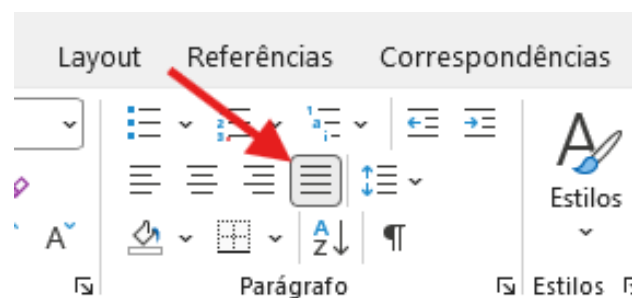 Layout Referências Correspondências
Estilos
A
Parágrafo Estilos